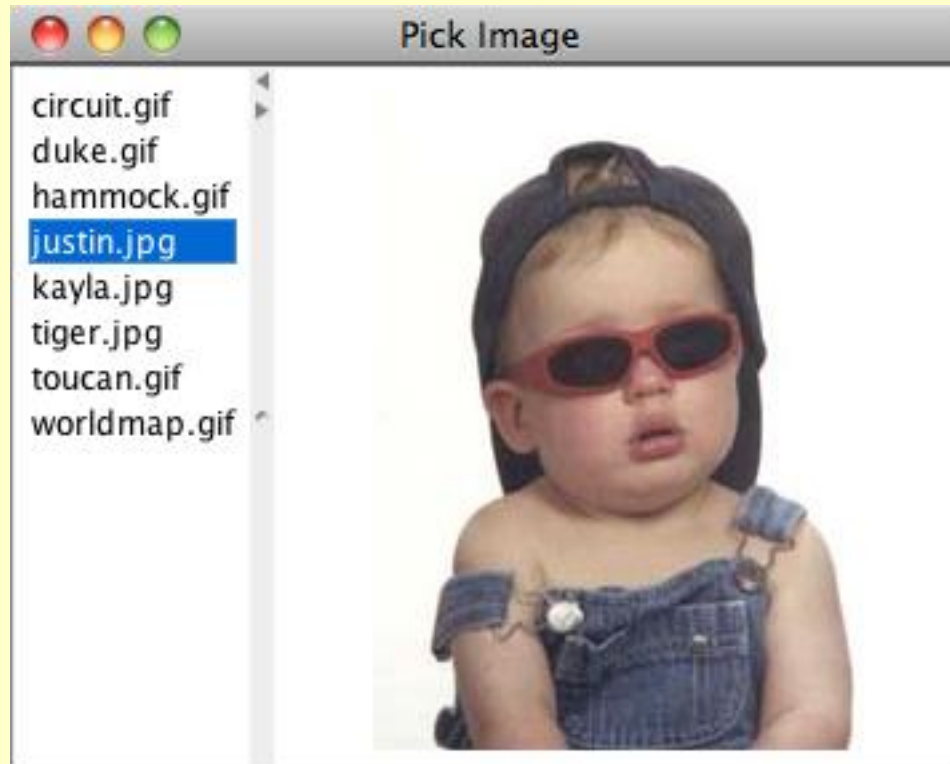 Pick Image
circuit.gif
duke.gif
hammock.gif
justin.jpg
kayla.jpg
tiger.jpg
toucan.gif
worldmap.gif